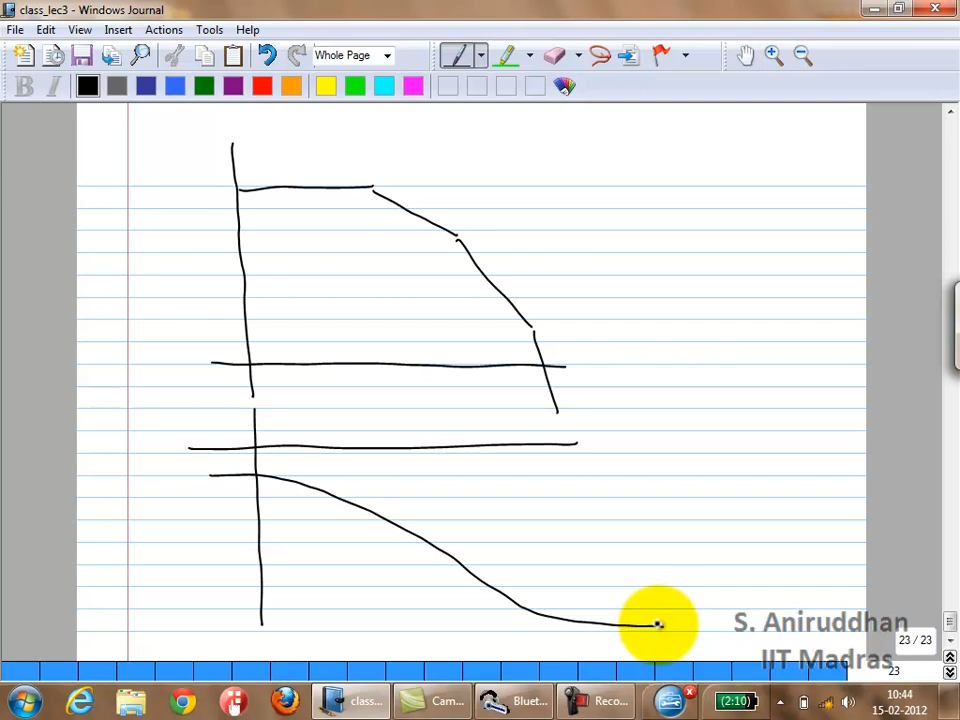 class_lec3 - Windows Journal
File Edit View Insert Actions Tools Help
Whole Page
B I
S. Aniruddhan
23 / 23
IIT Madras
23
class... Cam... Bluet... Reco... (2:10) 10:44
15-02-2012